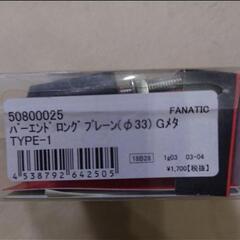 50800025
FANATIC
ﾊﾞｰｴﾝﾄﾞﾛﾝｸﾞﾌﾟﾚｰﾝ(φ33) Gﾒﾀ
TYPE-1
18B28 1g03 03-04
¥1,700【税抜】
4 538792 642505